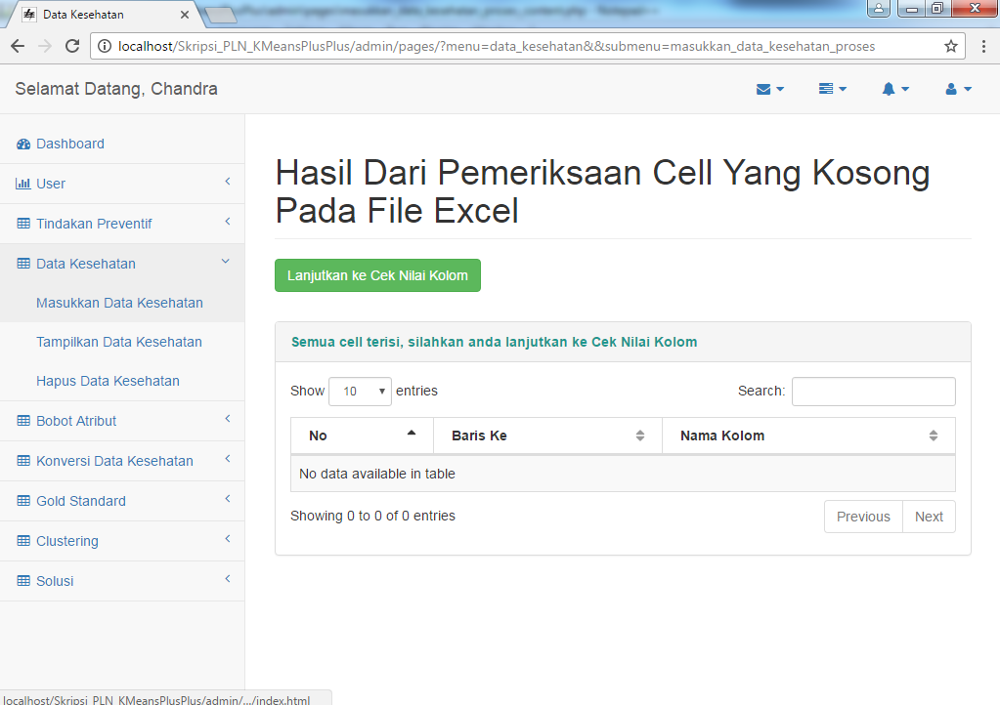 Data Kesehatan
localhost/Skripsi_PLN_KMeansPlusPlus/admin/pages/?menu=data_kesehatan&&submenu=masukkan_data_kesehatan_proses
Selamat Datang, Chandra
Dashboard
User
Tindakan Preventif
Data Kesehatan
Masukkan Data Kesehatan
Tampilkan Data Kesehatan
Hapus Data Kesehatan
Bobot Atribut
Konversi Data Kesehatan
Gold Standard
Clustering
Solusi
Hasil Dari Pemeriksaan Cell Yang Kosong
Pada File Excel
Lanjutkan ke Cek Nilai Kolom
Semua cell terisi, silahkan anda lanjutkan ke Cek Nilai Kolom
Show 10 entries Search:
No Baris Ke Nama Kolom
No data available in table
Showing 0 to 0 of 0 entries Previous Next
localhost/Skripsi_PLN_KMeansPlusPlus/admin/.../index.html